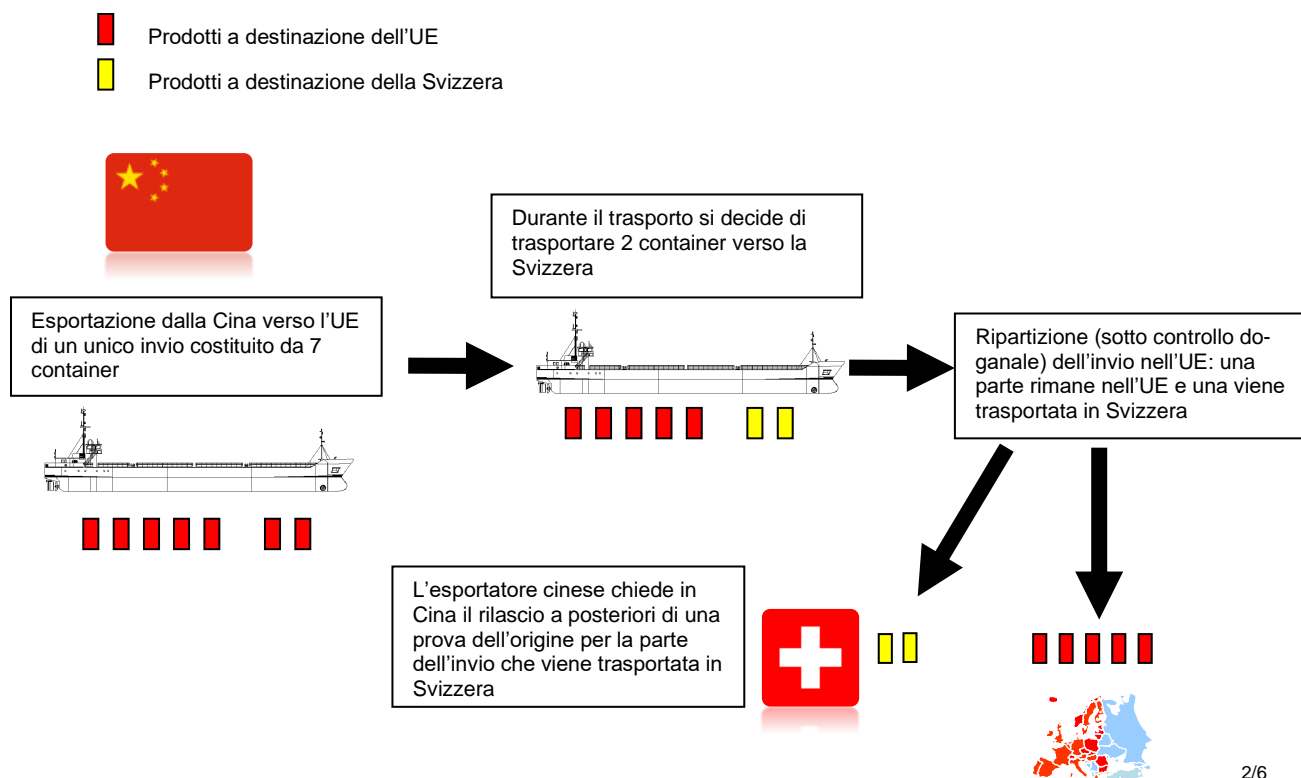 Prodotti a destinazione dell'UE
Prodotti a destinazione della Svizzera
Durante il trasporto si decide di
trasportare 2 container verso la
Svizzera
Esportazione dalla Cina verso l'UE
di un unico invio costituito da 7
container
Ripartizione (sotto controllo do-
ganale) dell'invio nell'UE: una
parte rimane nell'UE e una viene
trasportata in Svizzera
L'esportatore cinese chiede in
Cina il rilascio a posteriori di una
prova dell'origine per la parte
dell'invio che viene trasportata in
Svizzera
2/6